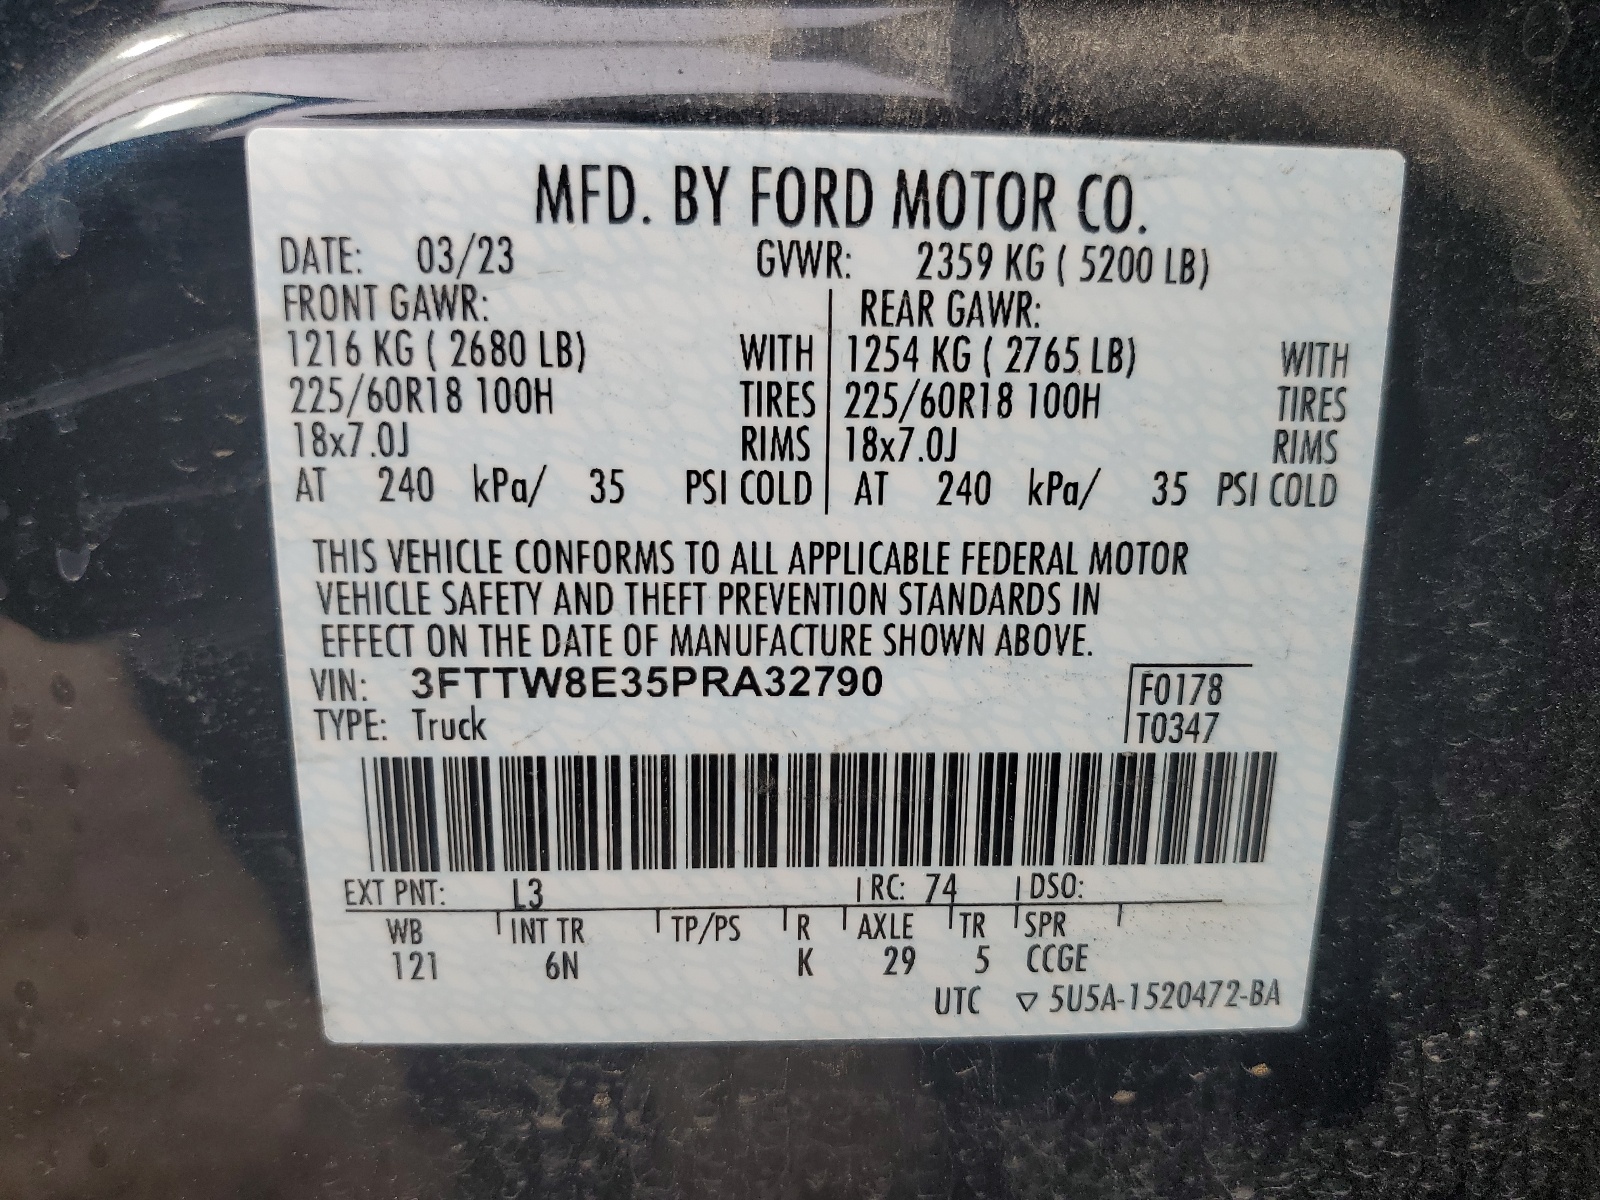 MFD. BY FORD MOTOR CO.
DATE: 03/23 GVWR: 2359 KG ( 5200 LB)
FRONT GAWR: REAR GAWR:
1216 KG ( 2680 LB) WITH 1254 KG ( 2765 LB) WITH
225/60R18 100H TIRES 225/60R18 100H TIRES
18x7.0J RIMS 18x7.0J RIMS
AT 240 kPa/ 35 PSI COLD AT 240 kPa/ 35 PSI COLD
THIS VEHICLE CONFORMS TO ALL APPLICABLE FEDERAL MOTOR
VEHICLE SAFETY AND THEFT PREVENTION STANDARDS IN
EFFECT ON THE DATE OF MANUFACTURE SHOWN ABOVE.
VIN: 3FTTW8E35PRA32790 F0178
TYPE: Truck T0347
EXT PNT: L3 RC: 74 DSO:
WB INT TR TP/PS R AXLE TR SPR
121 6N K 29 5 CCGE
UTC ▽ 5U5A-1520472-BA